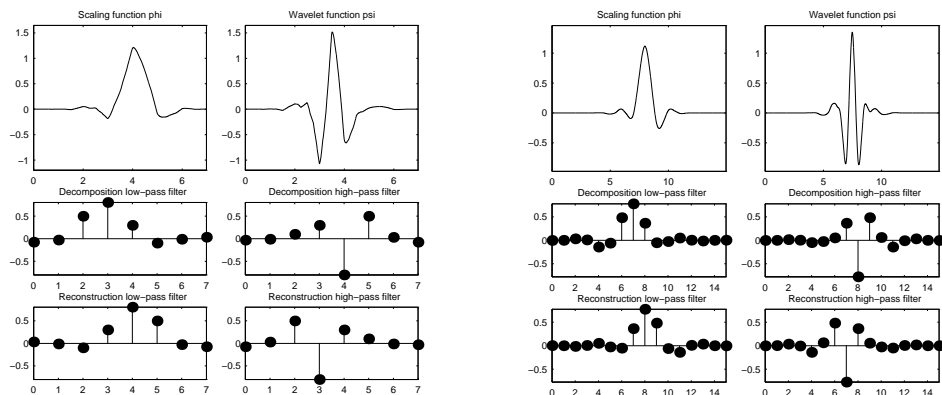 Scaling function phi
Wavelet function psi
1.5
1
0.5
0
−0.5
−1
0 2 4 6
1.5
1
0.5
0
−0.5
−1
0 2 4 6
Decomposition low−pass filter
Decomposition high−pass filter
0.5
0
−0.5
0 1 2 3 4 5 6 7
0.5
0
−0.5
0 1 2 3 4 5 6 7
Reconstruction low−pass filter
Reconstruction high−pass filter
0.5
0
−0.5
0 1 2 3 4 5 6 7
0.5
0
−0.5
0 1 2 3 4 5 6 7
Scaling function phi
Wavelet function psi
1
0.5
0
−0.5
0 5 10
1
0.5
0
−0.5
0 5 10
Decomposition low−pass filter
Decomposition high−pass filter
0.5
0
−0.5
0 2 4 6 8 10 12 14
0.5
0
−0.5
0 2 4 6 8 10 12 14
Reconstruction low−pass filter
Reconstruction high−pass filter
0.5
0
−0.5
0 2 4 6 8 10 12 14
0.5
0
−0.5
0 2 4 6 8 10 12 14